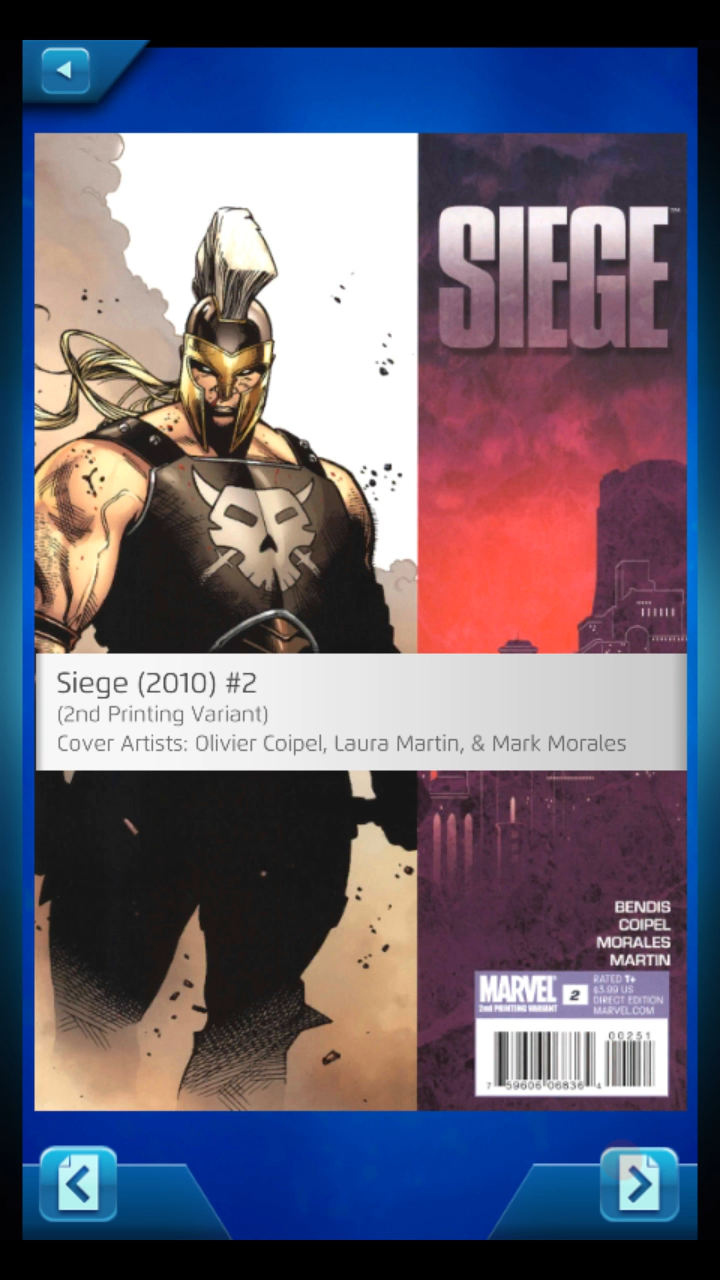 SIEGE™
Siege (2010) #2
(2nd Printing Variant)
Cover Artists: Olivier Coipel, Laura Martin, & Mark Morales
BENDIS
COIPEL
MORALES
MARTIN
MARVEL
2nd PRINTING VARIANT
2
RATED T+
$3.99 US
DIRECT EDITION
MARVEL.COM
00251
7 59606 06836 4